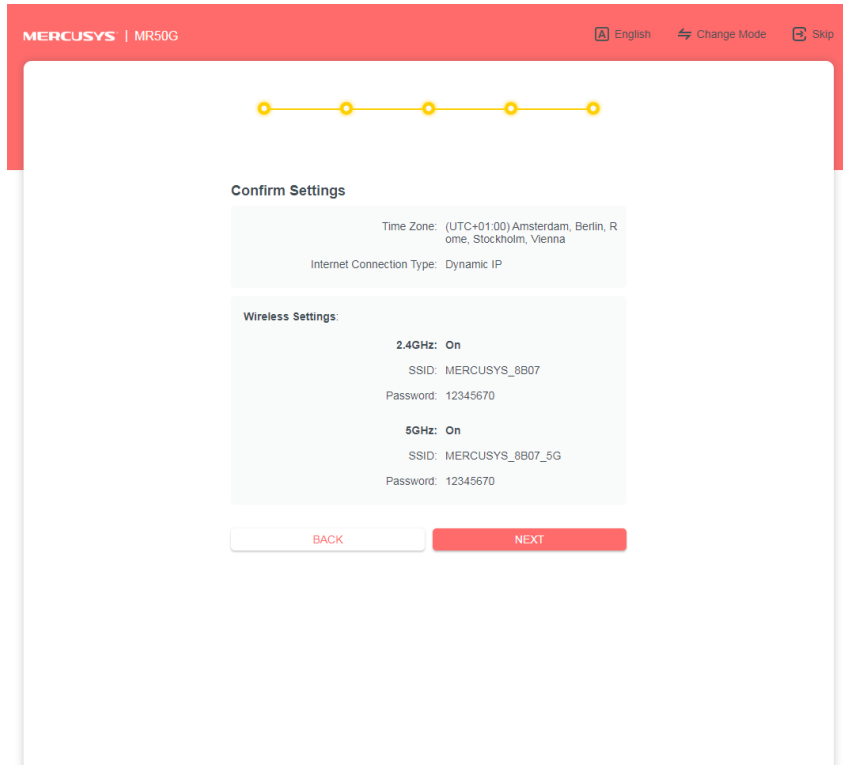 MERCUSYS | MR50G
English
Change Mode
Skip
Confirm Settings
Time Zone: (UTC+01:00) Amsterdam, Berlin, R
ome, Stockholm, Vienna
Internet Connection Type: Dynamic IP
Wireless Settings:
2.4GHz: On
SSID: MERCUSYS_8B07
Password: 12345670
5GHz: On
SSID: MERCUSYS_8B07_5G
Password: 12345670
BACK
NEXT